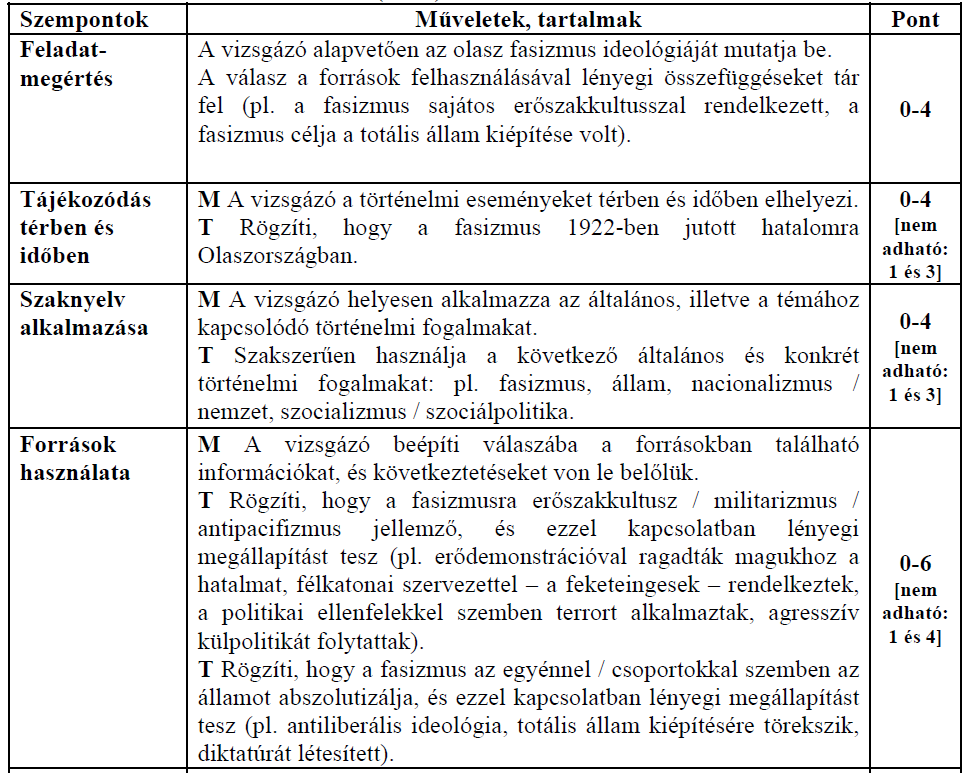 Szempontok Műveletek, tartalmak Pont
Feladat-
megértés
A vizsgázó alapvetően az olasz fasizmus ideológiáját mutatja be.
A válasz a források felhasználásával lényegi összefüggéseket tár
fel (pl. a fasizmus sajátos erőszakkultusszal rendelkezett, a
fasizmus célja a totális állam kiépítése volt).
0-4
Tájékozódás
térben és
időben
M A vizsgázó a történelmi eseményeket térben és időben elhelyezi.
T Rögzíti, hogy a fasizmus 1922-ben jutott hatalomra
Olaszországban.
0-4
[nem
adható:
1 és 3]
Szaknyelv
alkalmazása
M A vizsgázó helyesen alkalmazza az általános, illetve a témához
kapcsolódó történelmi fogalmakat.
T Szakszerűen használja a következő általános és konkrét
történelmi fogalmakat: pl. fasizmus, állam, nacionalizmus /
nemzet, szocializmus / szociálpolitika.
0-4
[nem
adható:
1 és 3]
Források
használata
M A vizsgázó beépíti válaszába a forrásokban található
információkat, és következtetéseket von le belőlük.
T Rögzíti, hogy a fasizmusra erőszakkultusz / militarizmus /
antipacifizmus jellemző, és ezzel kapcsolatban lényegi
megállapítást tesz (pl. erődemonstrációval ragadták magukhoz a
hatalmat, félkatonai szervezettel – a feketeingesek – rendelkeztek,
a politikai ellenfelekkel szemben terrort alkalmaztak, agresszív
külpolitikát folytattak).
T Rögzíti, hogy a fasizmus az egyénnel / csoportokkal szemben az
államot abszolutizálja, és ezzel kapcsolatban lényegi megállapítást
tesz (pl. antiliberális ideológia, totális állam kiépítésére törekszik,
diktatúrát létesített).
0-6
[nem
adható:
1 és 4]